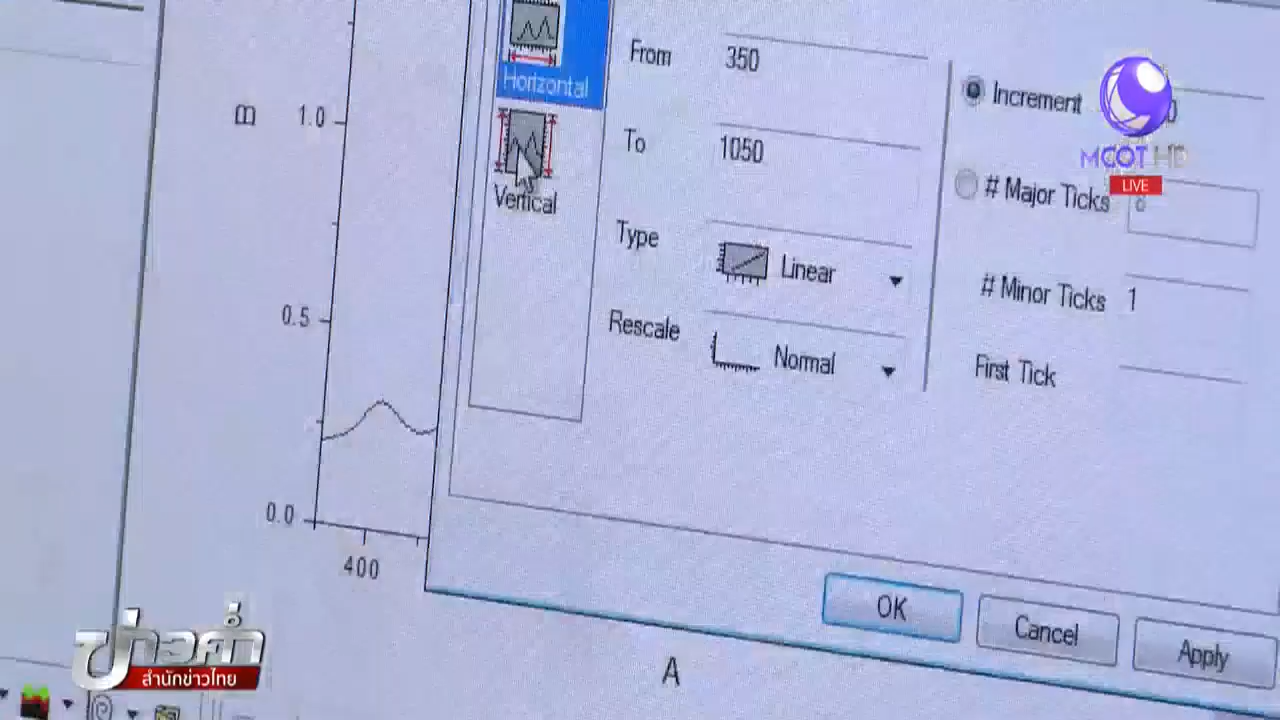 Horizontal
Vertical
From 350
To 1050
Type Linear
Rescale Normal
Increment
# Major Ticks 8
# Minor Ticks 1
First Tick
OK
Cancel
Apply
B
1.0
0.5
0.0
400
A
MCOT HD
LIVE
ข่าวค่ำ
สำนักข่าวไทย